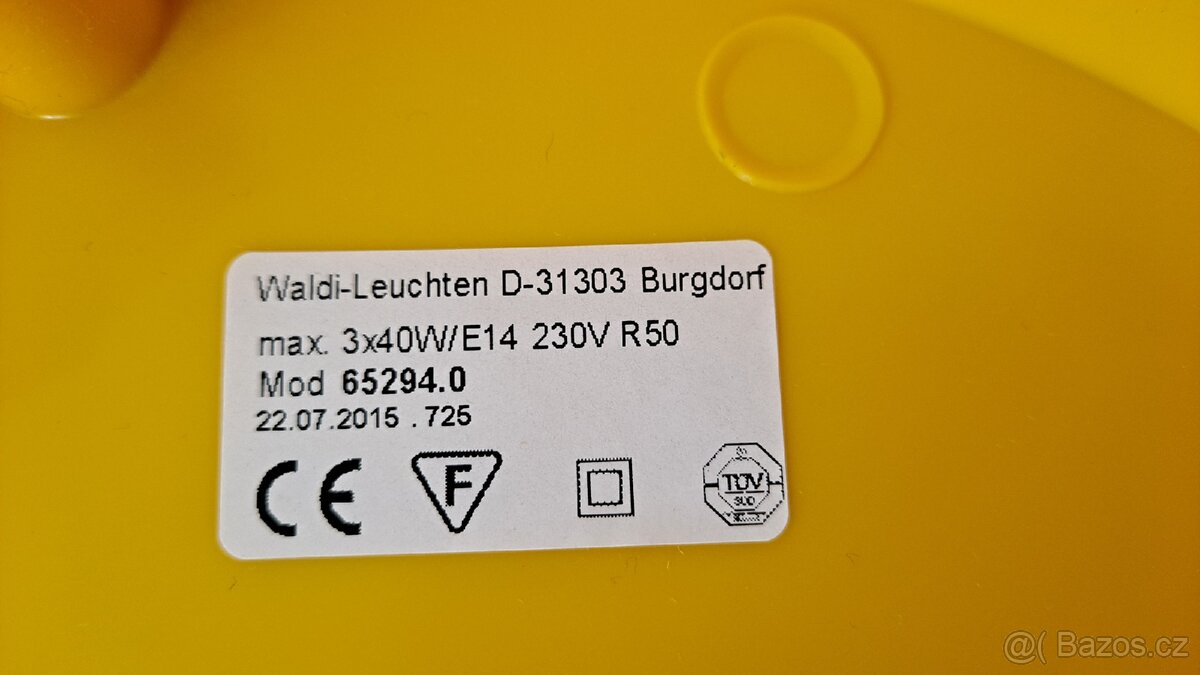 Waldi-Leuchten D-31303 Burgdorf
max. 3x40W/E14 230V R50
Mod 65294.0
22.07.2015 . 725
CE F TÜV
SÜD
@( Bazos.cz